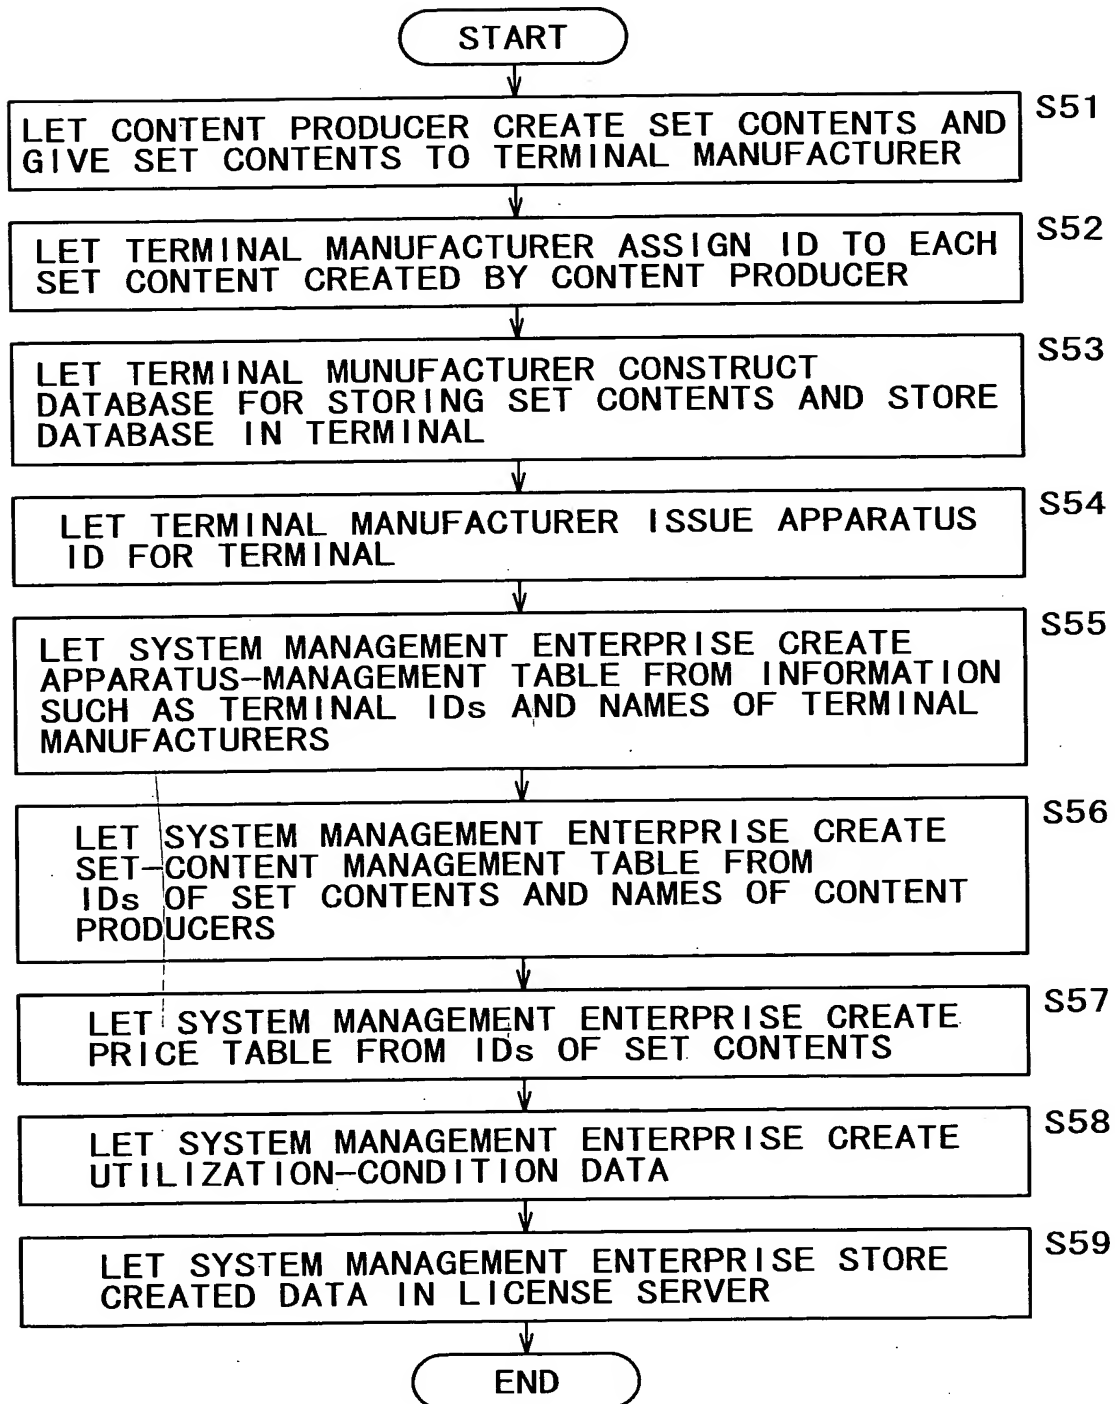 START
S51
LET CONTENT PRODUCER CREATE SET CONTENTS AND
GIVE SET CONTENTS TO TERMINAL MANUFACTURER
S52
LET TERMINAL MANUFACTURER ASSIGN ID TO EACH
SET CONTENT CREATED BY CONTENT PRODUCER
S53
LET TERMINAL MUNUFACTURER CONSTRUCT
DATABASE FOR STORING SET CONTENTS AND STORE
DATABASE IN TERMINAL
S54
LET TERMINAL MANUFACTURER ISSUE APPARATUS
ID FOR TERMINAL
S55
LET SYSTEM MANAGEMENT ENTERPRISE CREATE
APPARATUS-MANAGEMENT TABLE FROM INFORMATION
SUCH AS TERMINAL IDs AND NAMES OF TERMINAL
MANUFACTURERS
S56
LET SYSTEM MANAGEMENT ENTERPRISE CREATE
SET-CONTENT MANAGEMENT TABLE FROM
IDs OF SET CONTENTS AND NAMES OF CONTENT
PRODUCERS
S57
LET SYSTEM MANAGEMENT ENTERPRISE CREATE
PRICE TABLE FROM IDs OF SET CONTENTS
S58
LET SYSTEM MANAGEMENT ENTERPRISE CREATE
UTILIZATION-CONDITION DATA
S59
LET SYSTEM MANAGEMENT ENTERPRISE STORE
CREATED DATA IN LICENSE SERVER
END